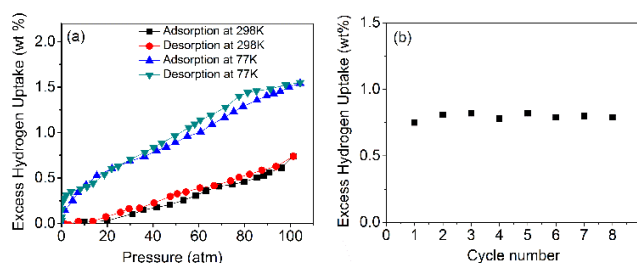 (a)
Adsorption at 298K
Desorption at 298K
Adsorption at 77K
Desorption at 77K
Excess Hydrogen Uptake (wt %)
2.0
1.5
1.0
0.5
0.0
0 20 40 60 80 100
Pressure (atm)
(b)
Excess Hydrogen Uptake (wt%)
1.5
1.0
0.5
0.0
0 1 2 3 4 5 6 7 8
Cycle number